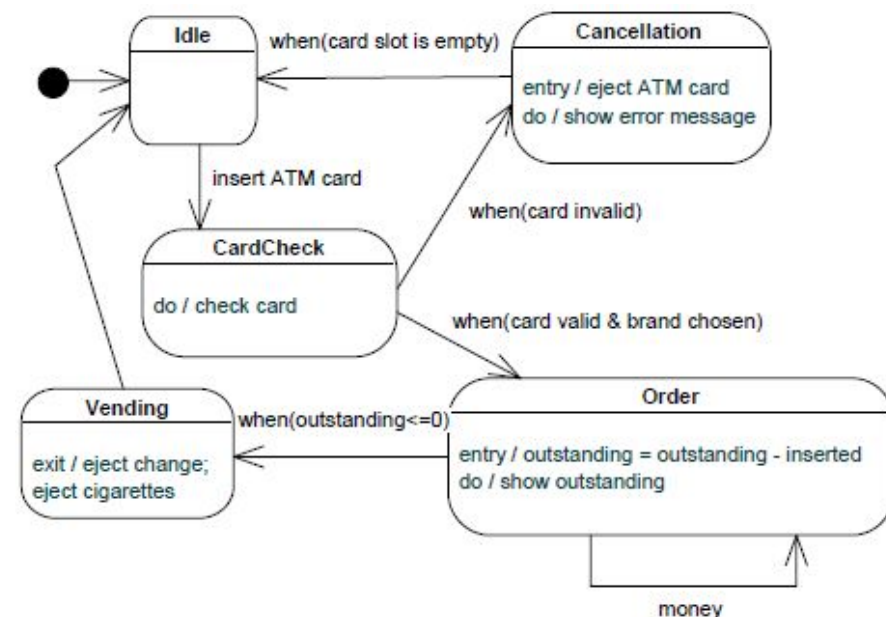 Idle
when(card slot is empty)
Cancellation
entry / eject ATM card
do / show error message
insert ATM card
when(card invalid)
CardCheck
do / check card
when(card valid & brand chosen)
Vending
exit / eject change;
eject cigarettes
when(outstanding<=0)
Order
entry / outstanding = outstanding - inserted
do / show outstanding
money